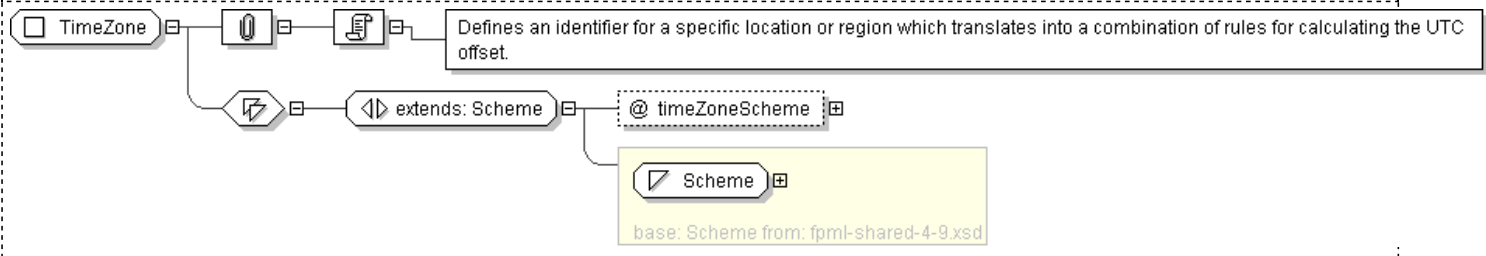 TimeZone
Defines an identifier for a specific location or region which translates into a combination of rules for calculating the UTC
offset.
extends: Scheme
@ timeZoneScheme
Scheme
base: Scheme from: fpml-shared-4-9.xsd